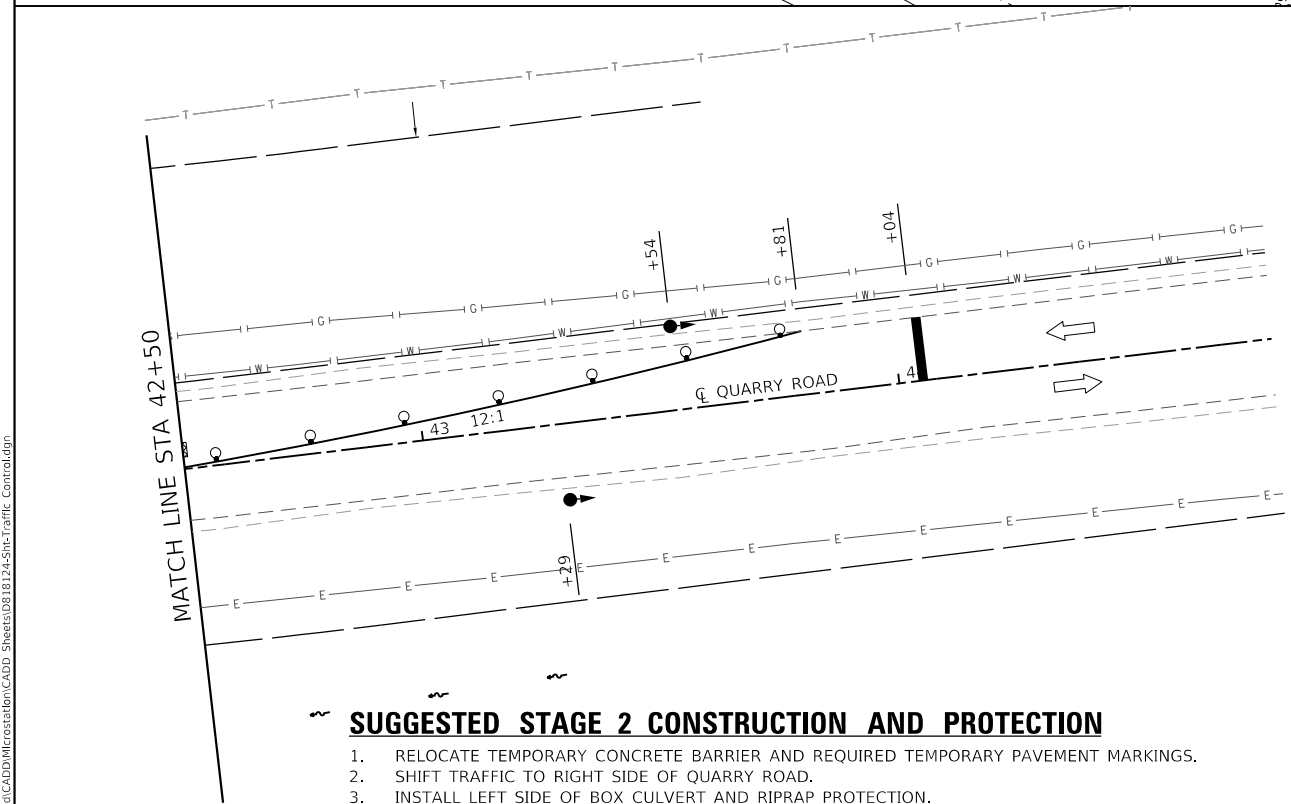 T T T T T T T T T T T
+54
+81
+04
G G G G G G G
W W W W W W W
MATCH LINE STA 42+50
43 12:1
℄ QUARRY ROAD
4
+29
E E E E E E E E E E E E E
SUGGESTED STAGE 2 CONSTRUCTION AND PROTECTION
1. RELOCATE TEMPORARY CONCRETE BARRIER AND REQUIRED TEMPORARY PAVEMENT MARKINGS.
2. SHIFT TRAFFIC TO RIGHT SIDE OF QUARRY ROAD.
3. INSTALL LEFT SIDE OF BOX CULVERT AND RIPRAP PROTECTION.
d\CADD\Microstation\CADD Sheets\D818124-Sht-Traffic Control.dgn